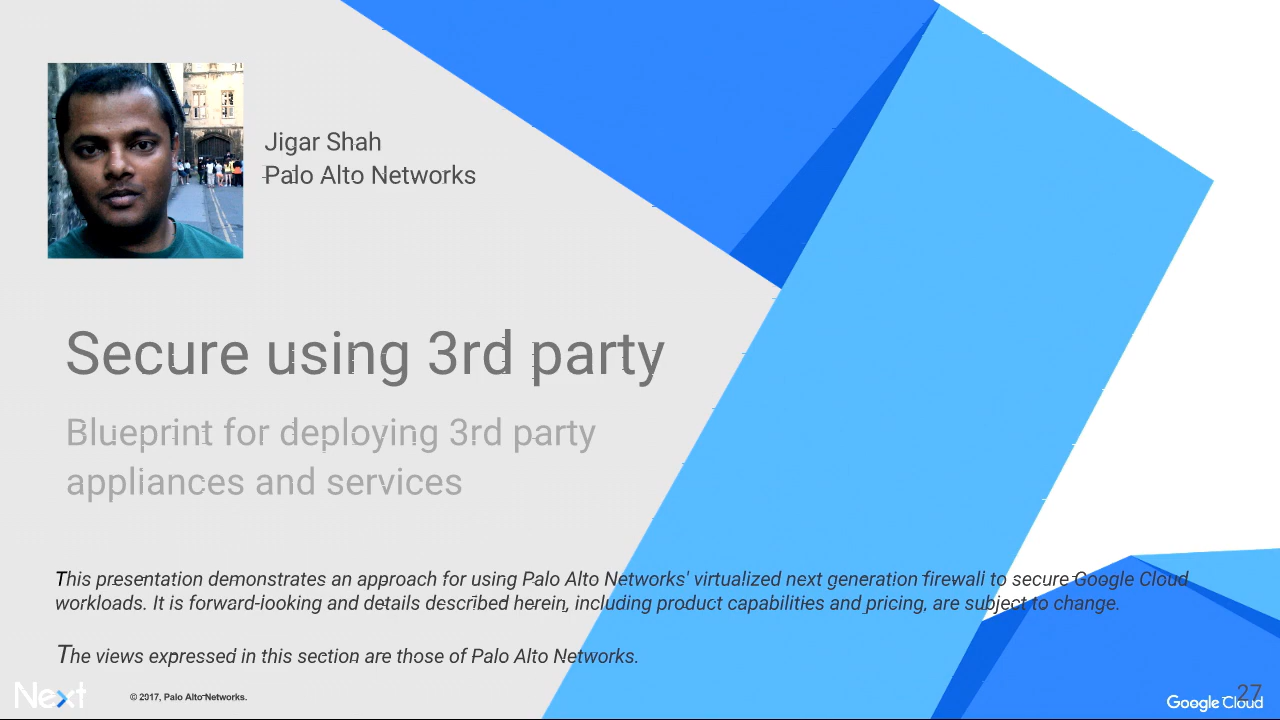 Jigar Shah
Palo Alto Networks
Secure using 3rd party
Blueprint for deploying 3rd party
appliances and services
This presentation demonstrates an approach for using Palo Alto Networks' virtualized next generation firewall to secure Google Cloud
workloads. It is forward-looking and details described herein, including product capabilities and pricing, are subject to change.
The views expressed in this section are those of Palo Alto Networks.
Next
© 2017, Palo Alto Networks.
27
Google Cloud